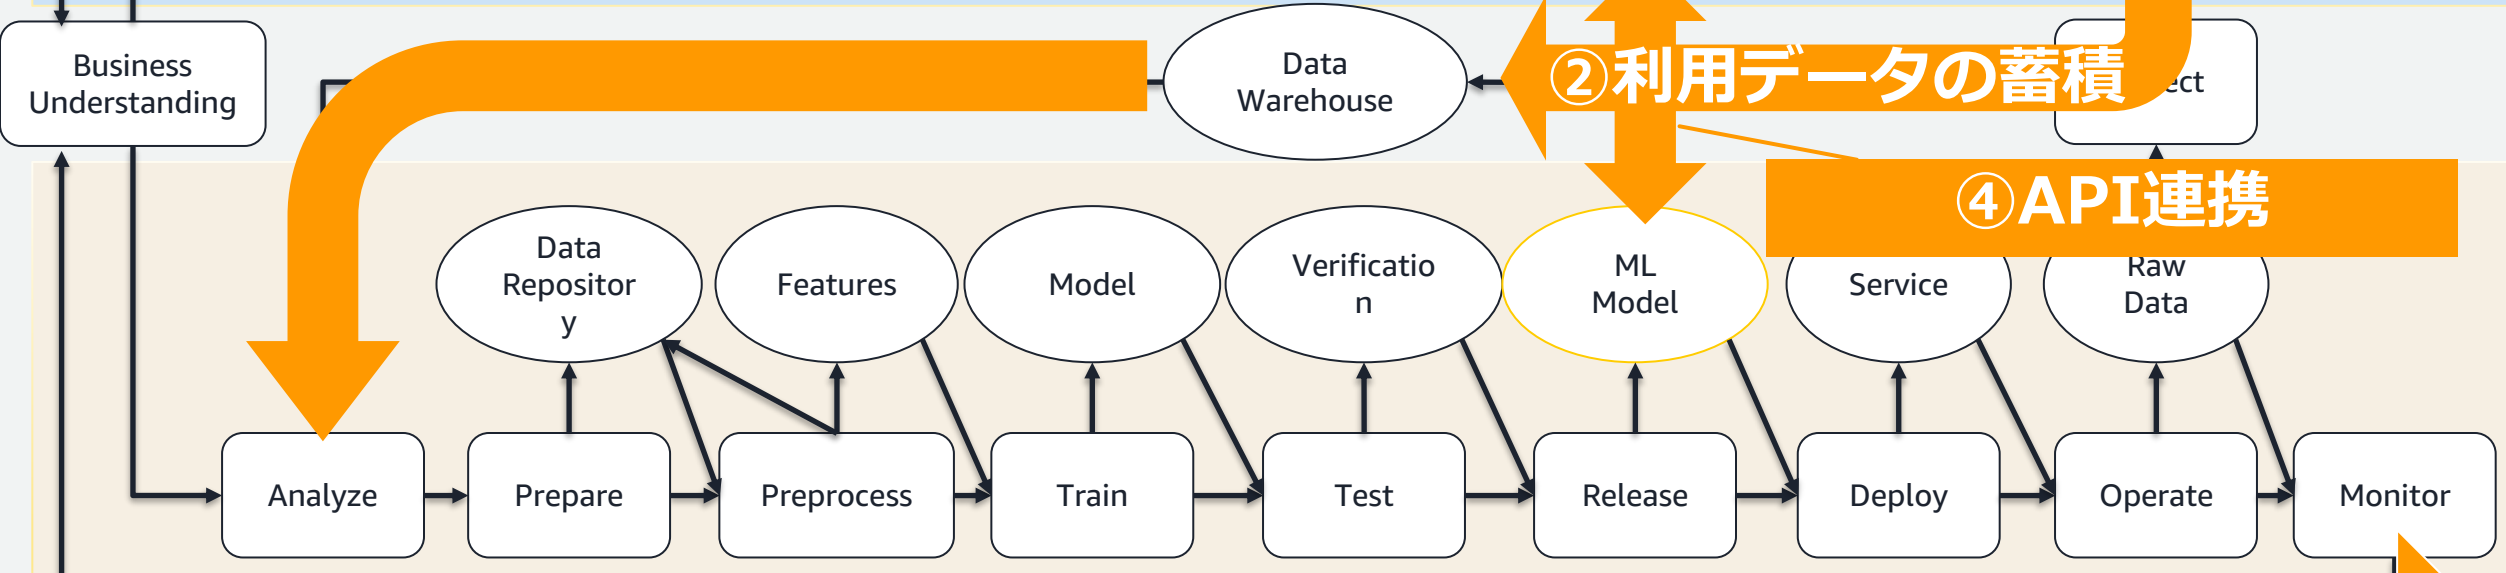 Business
Understanding
Data
Warehouse
②利用データの蓄積
ect
④API連携
Data
Repositor
y
Features
Model
Verificatio
n
ML
Model
Service
Raw
Data
Analyze
Prepare
Preprocess
Train
Test
Release
Deploy
Operate
Monitor